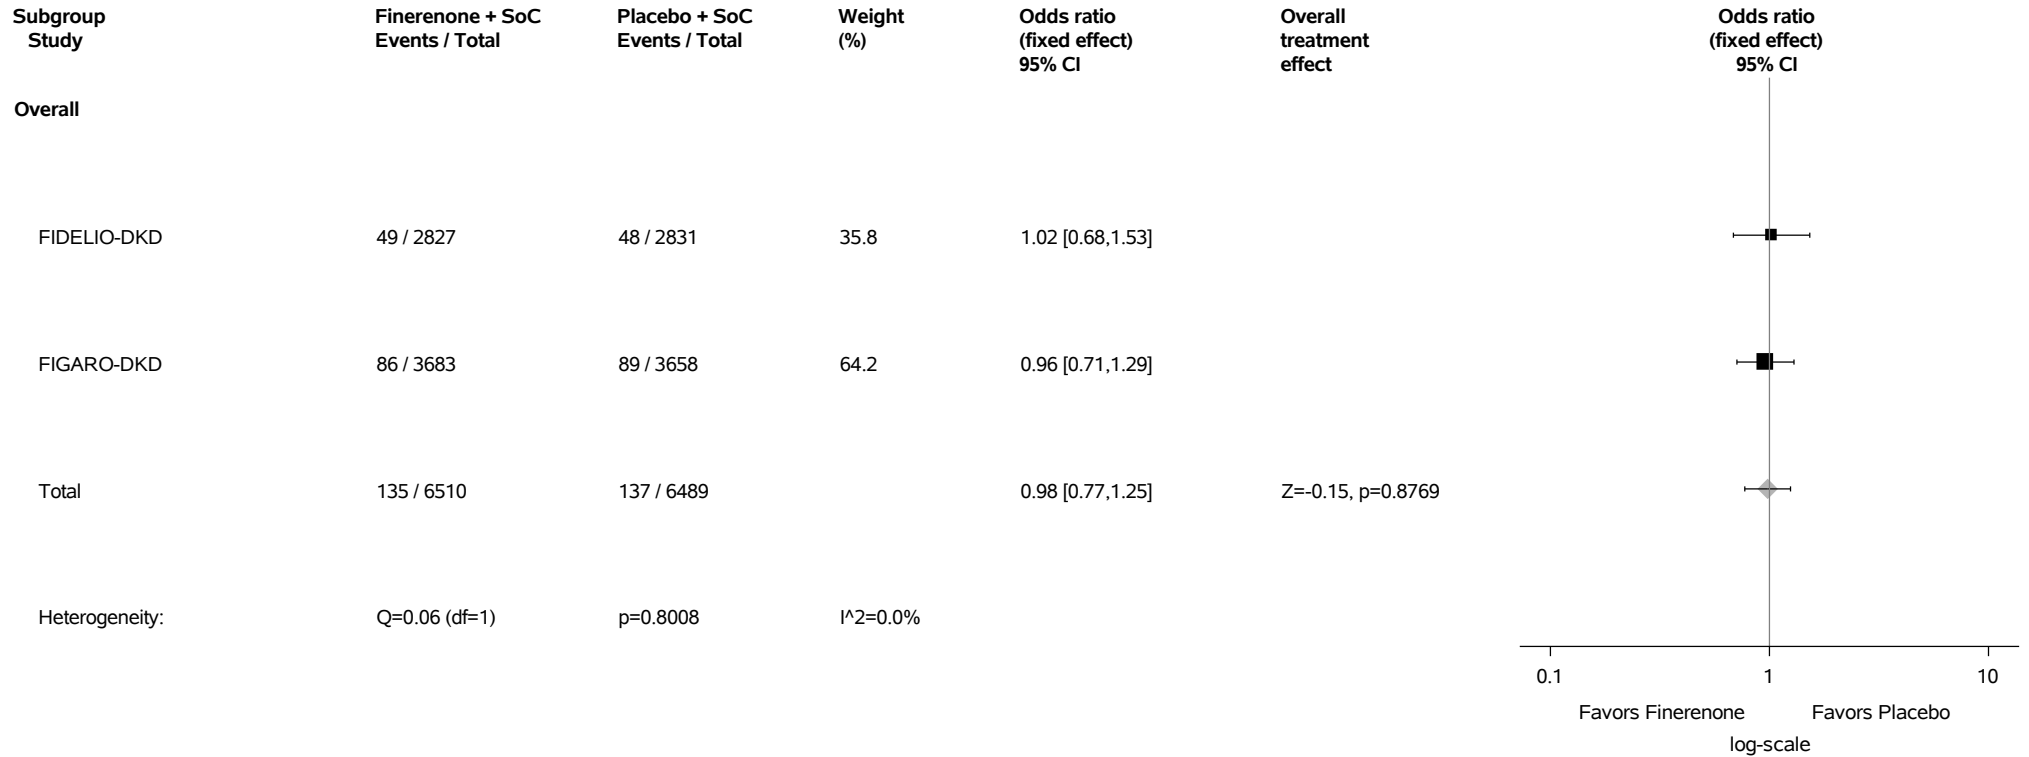 Subgroup Finerenone + SoC Placebo + SoC Weight Odds ratio Overall Odds ratio
Study Events / Total Events / Total (%) (fixed effect) treatment (fixed effect)
95% CI effect 95% CI
Overall
FIDELIO-DKD 49 / 2827 48 / 2831 35.8 1.02 [0.68,1.53]
FIGARO-DKD 86 / 3683 89 / 3658 64.2 0.96 [0.71,1.29]
Total 135 / 6510 137 / 6489 0.98 [0.77,1.25] Z=-0.15, p=0.8769
Heterogeneity: Q=0.06 (df=1) p=0.8008 I^2=0.0%
0.1 1 10
Favors Finerenone Favors Placebo
log-scale